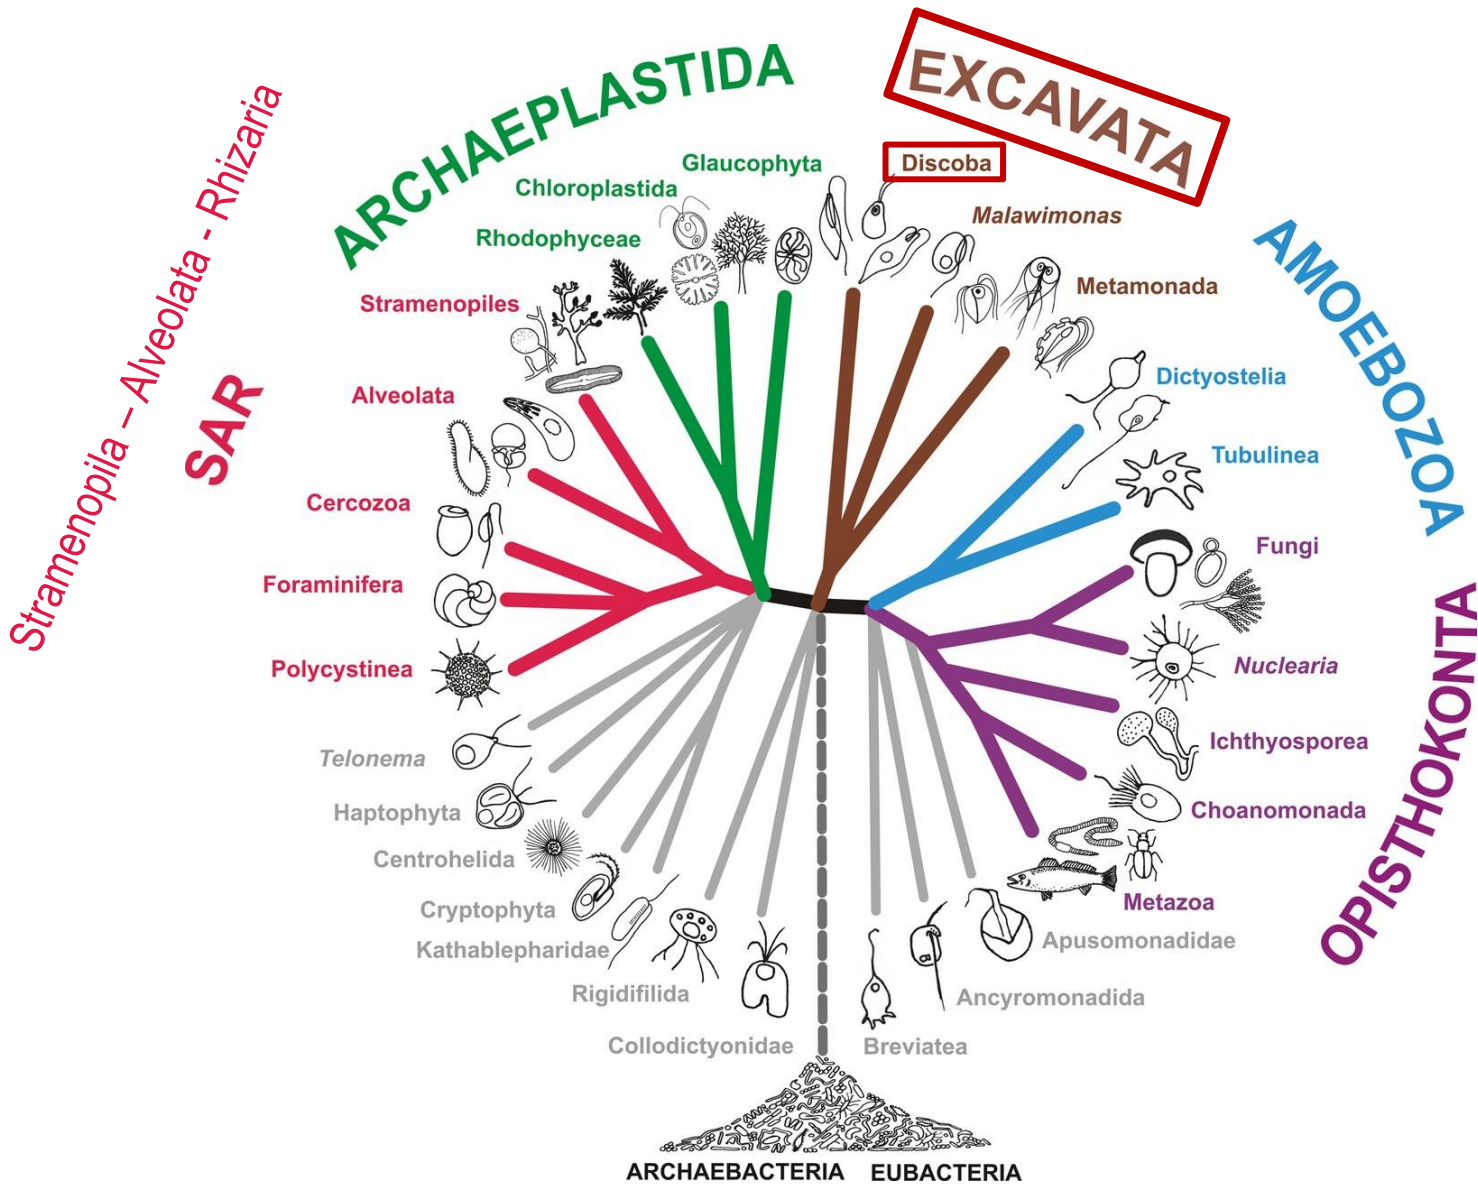 ARCHAEPLASTIDA
EXCAVATA
Stramenopila – Alveolata - Rhizaria
SAR
AMOEBOZOA
OPISTHOKONTA
Glaucophyta
Discoba
Chloroplastida
Malawimonas
Rhodophyceae
Metamonada
Stramenopiles
Dictyostelia
Alveolata
Tubulinea
Cercozoa
Fungi
Foraminifera
Nuclearia
Polycystinea
Ichthyosporea
Telonema
Haptophyta
Choanomonada
Centrohelida
Metazoa
Cryptophyta
Apusomonadidae
Kathablepharidae
Rigidifilida
Ancyromonadida
Collodictyonidae
Breviatea
ARCHAEBACTERIA EUBACTERIA